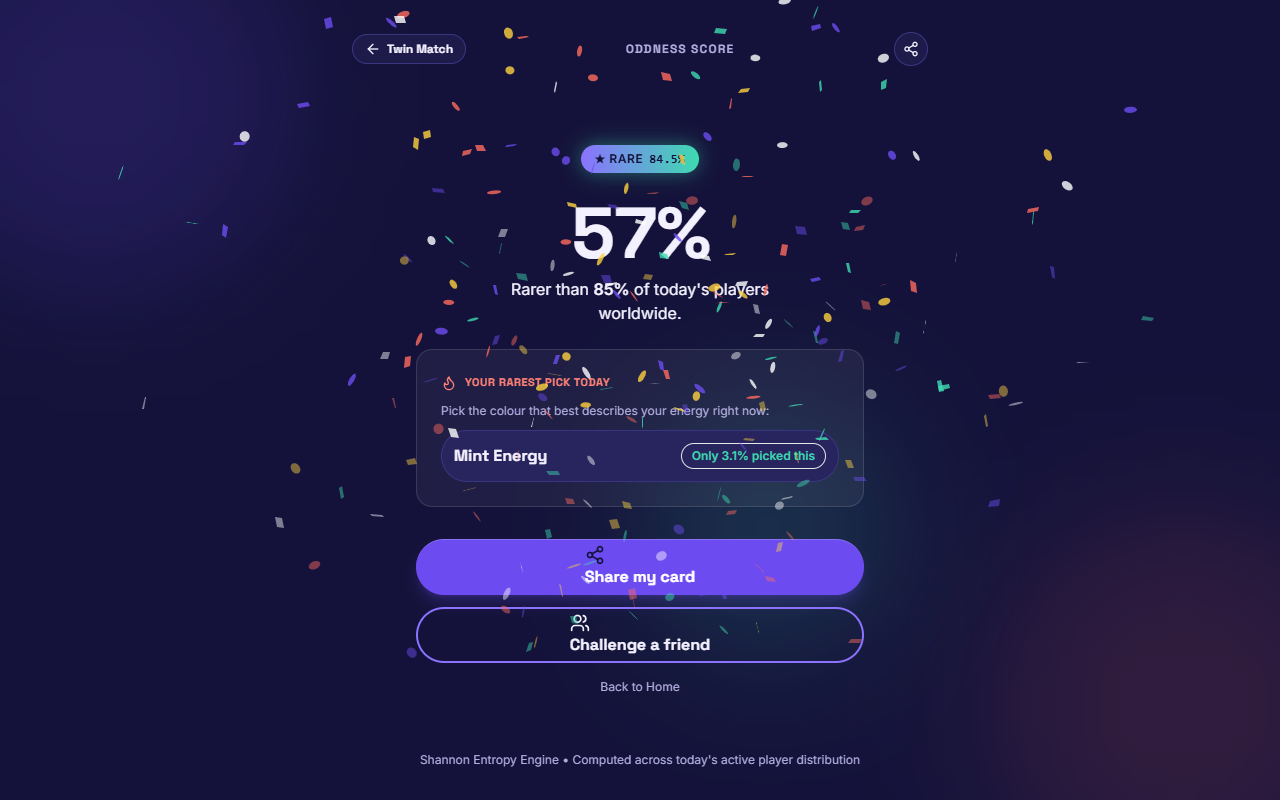 Twin Match
ODDNESS SCORE
★ RARE 84.5%
57%
Rarer than 85% of today's players
worldwide.
YOUR RAREST PICK TODAY
Pick the colour that best describes your energy right now:
Mint Energy
Only 3.1% picked this
Share my card
Challenge a friend
Back to Home
Shannon Entropy Engine • Computed across today's active player distribution